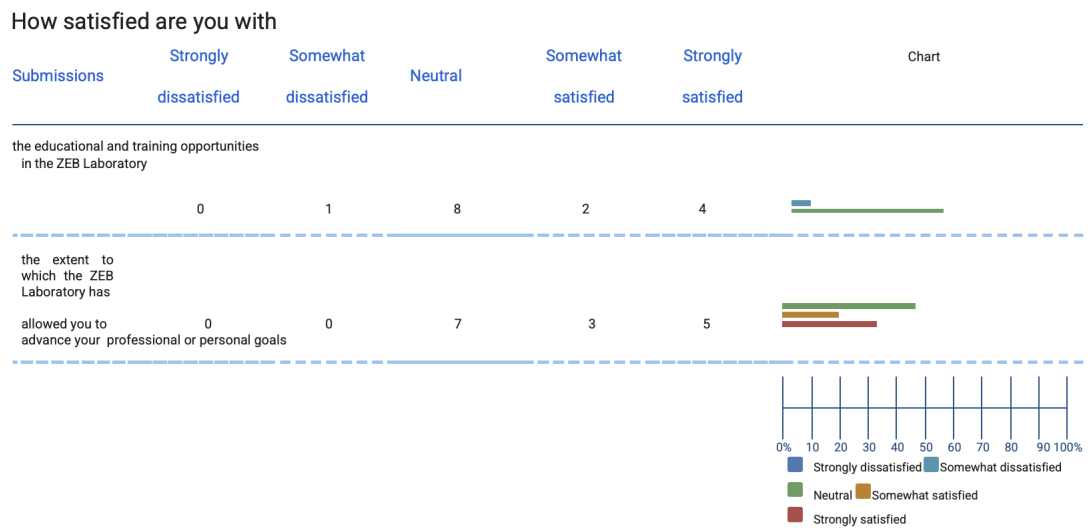 How satisfied are you with
Submissions Strongly dissatisfied Somewhat dissatisfied Neutral Somewhat satisfied Strongly satisfied Chart
the educational and training opportunities
in the ZEB Laboratory
0 1 8 2 4
the extent to
which the ZEB
Laboratory has
allowed you to 0 0 7 3 5
advance your professional or personal goals
0% 10 20 30 40 50 60 70 80 90 100%
Strongly dissatisfied Somewhat dissatisfied
Neutral Somewhat satisfied
Strongly satisfied